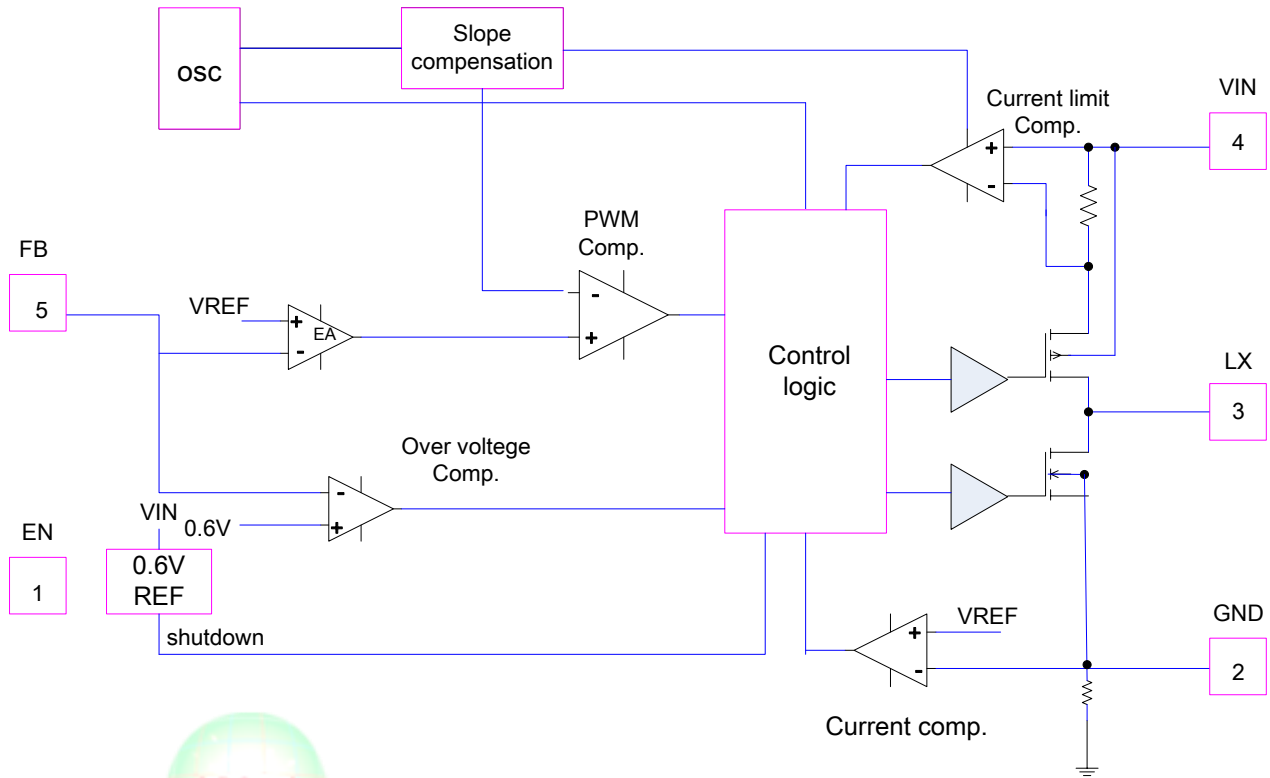 OSC
Slope
compensation
Current limit
Comp.
VIN
4
+
-
PWM
Comp.
FB
5
VREF
+
-
EA
-
+
Control
logic
LX
3
Over voltege
Comp.
-
+
VIN
0.6V
EN
1
0.6V
REF
shutdown
VREF
+
-
GND
2
Current comp.